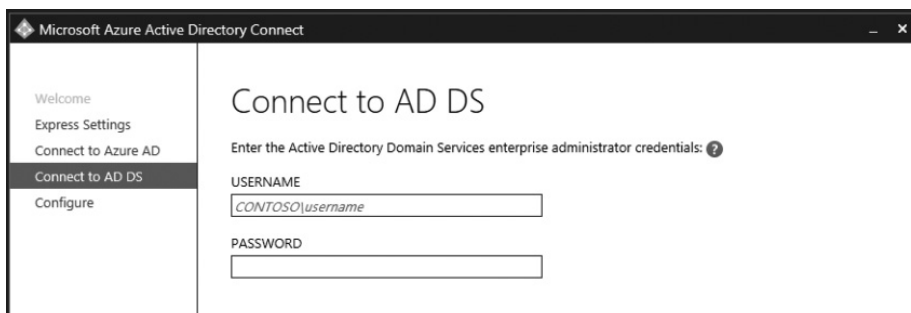 Microsoft Azure Active Directory Connect
Welcome
Express Settings
Connect to Azure AD
Connect to AD DS
Configure
Connect to AD DS
Enter the Active Directory Domain Services enterprise administrator credentials: ?
USERNAME
CONTOSO\username
PASSWORD